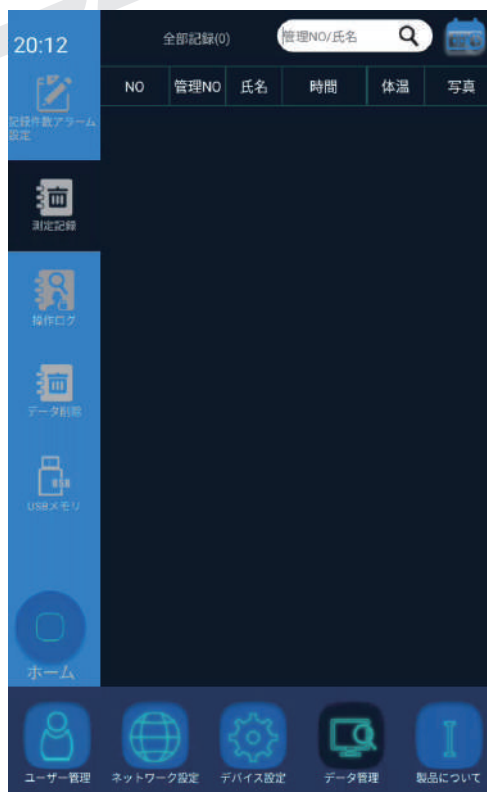 20:12
全部記録(0)
管理NO/氏名
NO 管理NO 氏名 時間 体温 写真
記録件数アラーム
設定
測定記録
操作ログ
データ削除
USB
USBメモリ
ホーム
ユーザー管理 ネットワーク設定 デバイス設定 データ管理 製品について